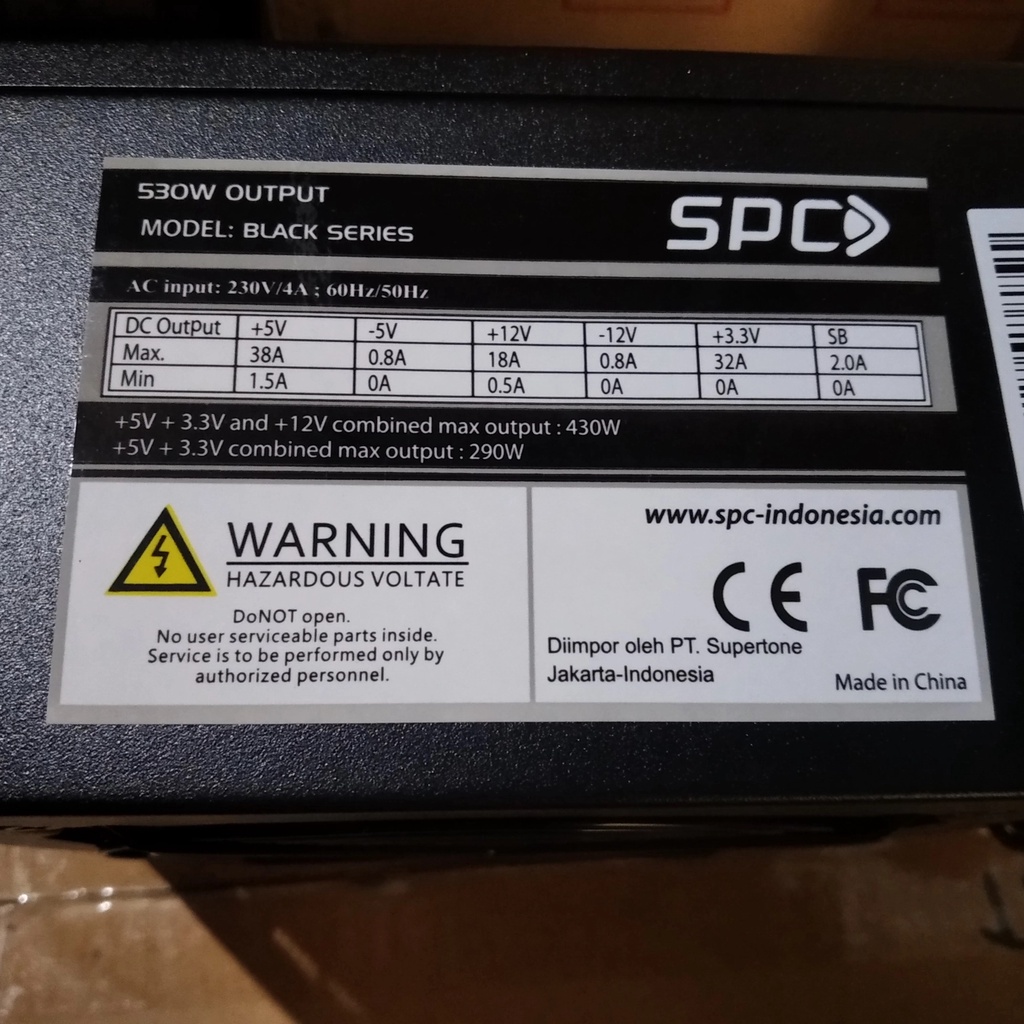 530W OUTPUT
MODEL: BLACK SERIES
SPC
AC input: 230V/4A ; 60Hz/50Hz
DC Output +5V -5V +12V -12V +3.3V SB
Max. 38A 0.8A 18A 0.8A 32A 2.0A
Min 1.5A 0A 0.5A 0A 0A 0A
+5V + 3.3V and +12V combined max output : 430W
+5V + 3.3V combined max output : 290W
WARNING
HAZARDOUS VOLTATE
DoNOT open.
No user serviceable parts inside.
Service is to be performed only by
authorized personnel.
www.spc-indonesia.com
CE FC
Diimpor oleh PT. Supertone
Jakarta-Indonesia
Made in China